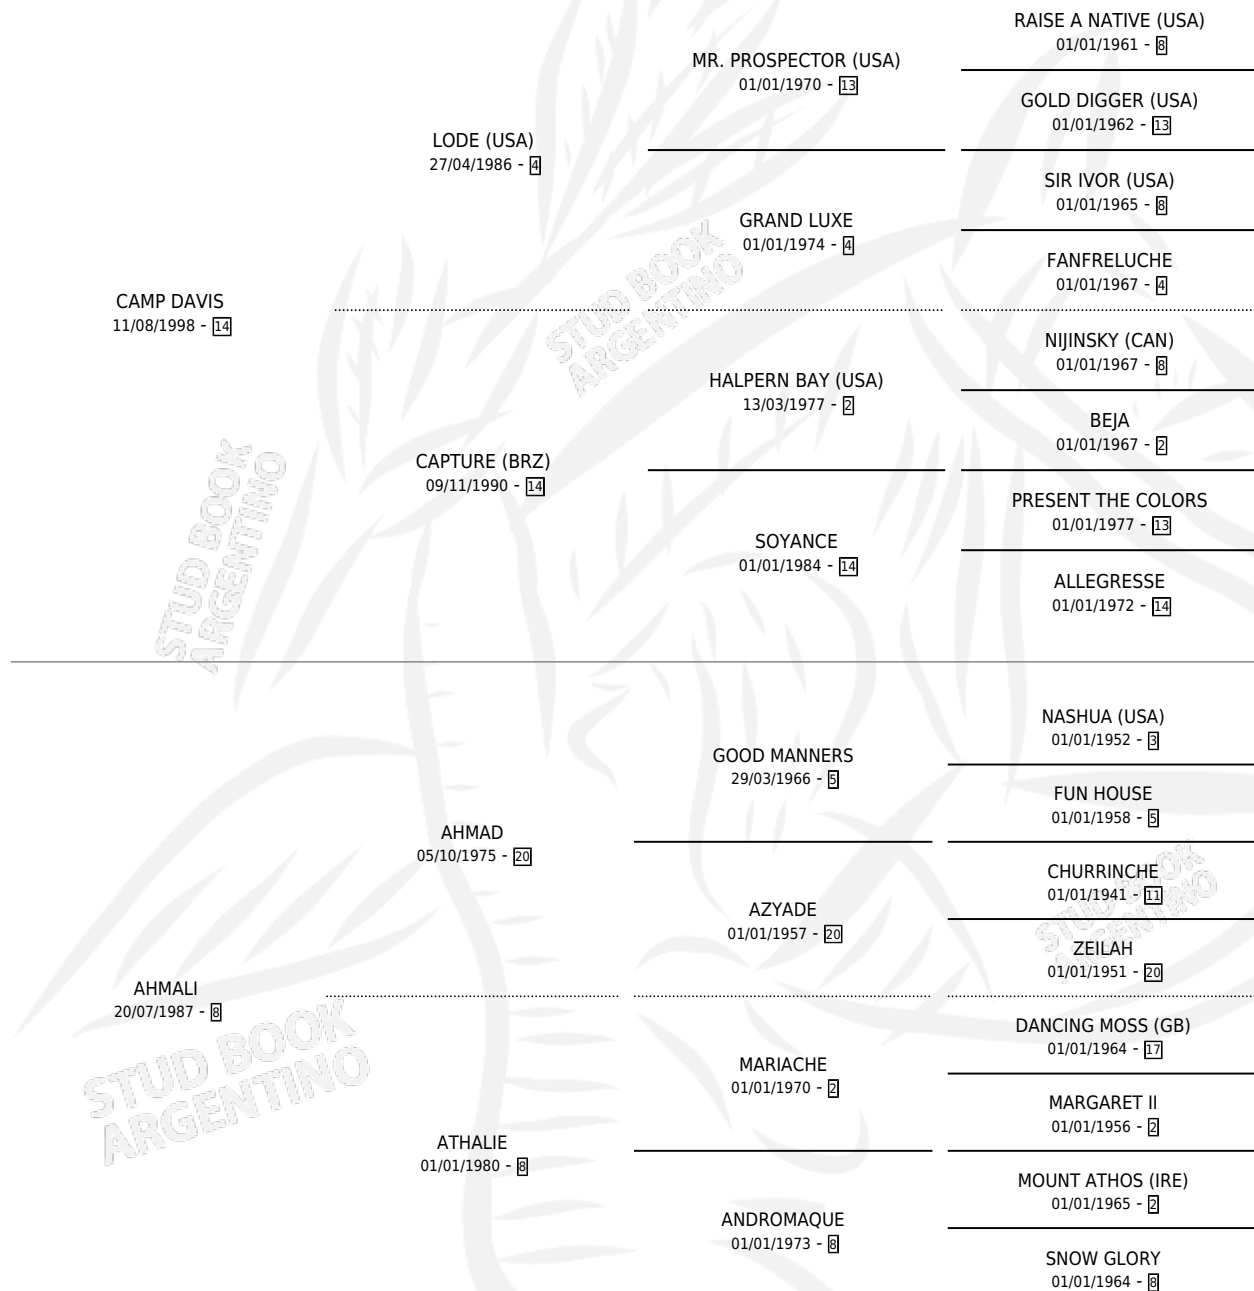 RAISE A NATIVE (USA)
01/01/1961 - 8
MR. PROSPECTOR (USA)
01/01/1970 - 13
GOLD DIGGER (USA)
01/01/1962 - 13
LODE (USA)
27/04/1986 - 4
SIR IVOR (USA)
01/01/1965 - 8
GRAND LUXE
01/01/1974 - 4
FANFRELUCHE
01/01/1967 - 4
CAMP DAVIS
11/08/1998 - 14
NIJINSKY (CAN)
01/01/1967 - 8
HALPERN BAY (USA)
13/03/1977 - 2
BEJA
01/01/1967 - 2
CAPTURE (BRZ)
09/11/1990 - 14
PRESENT THE COLORS
01/01/1977 - 13
SOYANCE
01/01/1984 - 14
ALLEGRESSE
01/01/1972 - 14
NASHUA (USA)
01/01/1952 - 3
GOOD MANNERS
29/03/1966 - 5
FUN HOUSE
01/01/1958 - 5
AHMAD
05/10/1975 - 20
CHURRINCHE
01/01/1941 - 11
AZYADE
01/01/1957 - 20
ZEILAH
01/01/1951 - 20
AHMALI
20/07/1987 - 8
DANCING MOSS (GB)
01/01/1964 - 17
MARIACHE
01/01/1970 - 2
MARGARET II
01/01/1956 - 2
ATHALIE
01/01/1980 - 8
MOUNT ATHOS (IRE)
01/01/1965 - 2
ANDROMAQUE
01/01/1973 - 8
SNOW GLORY
01/01/1964 - 8
STUD BOOK
ARGENTINO
STUD BOOK
ARGENTINO
STUD BOOK
ARGENTINO
STUD BOOK
ARGENTINO